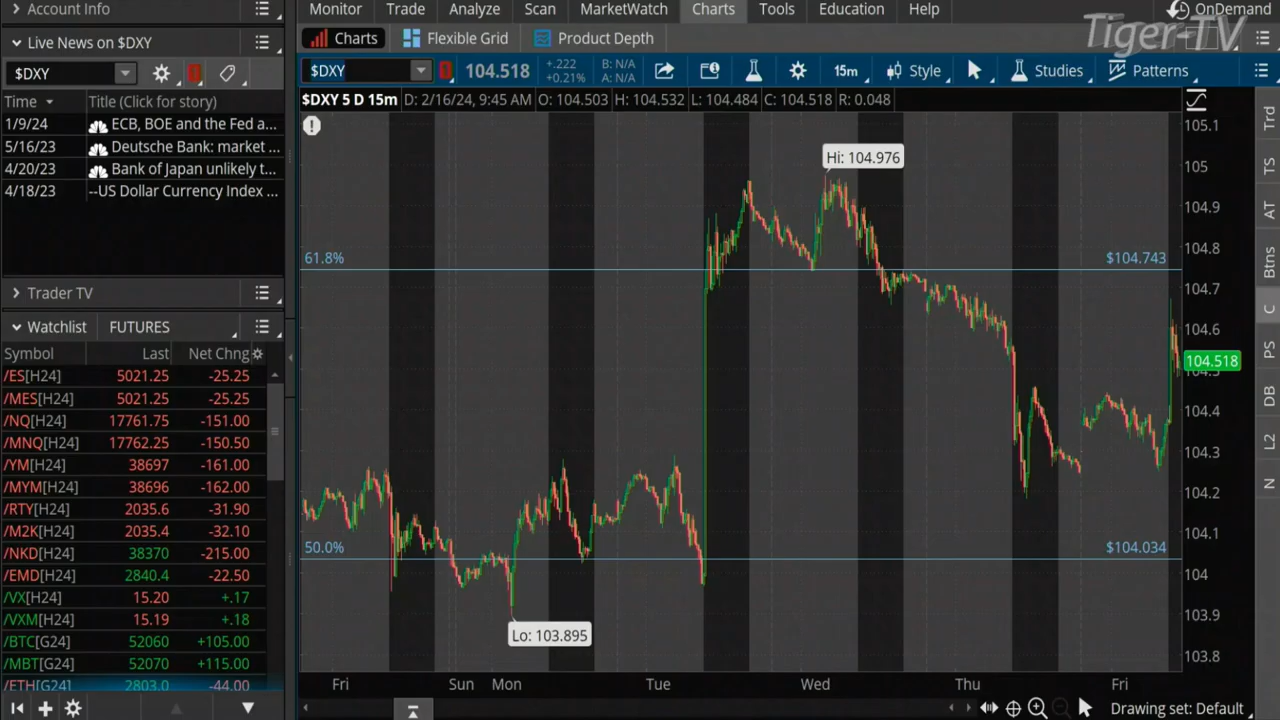 Account Info
Monitor Trade Analyze Scan MarketWatch Charts Tools Education Help
OnDemand
Tiger-TV
Live News on $DXY
Charts Flexible Grid Product Depth
$DXY
$DXY 104.518 +.222 +0.21% B: N/A A: N/A 15m Style Studies Patterns
Time Title (Click for story)
$DXY 5 D 15m D: 2/16/24, 9:45 AM O: 104.503 H: 104.532 L: 104.484 C: 104.518 R: 0.048
1/9/24 ECB, BOE and the Fed a...
5/16/23 Deutsche Bank: market ...
4/20/23 Bank of Japan unlikely t...
4/18/23 --US Dollar Currency Index ...
Trader TV
Watchlist FUTURES
Symbol Last Net Chng
/ES[H24] 5021.25 -25.25
/MES[H24] 5021.25 -25.25
/NQ[H24] 17761.75 -151.00
/MNQ[H24] 17762.25 -150.50
/YM[H24] 38697 -161.00
/MYM[H24] 38696 -162.00
/RTY[H24] 2035.6 -31.90
/M2K[H24] 2035.4 -32.10
/NKD[H24] 38370 -215.00
/EMD[H24] 2840.4 -22.50
/VX[H24] 15.20 +.17
/VXM[H24] 15.19 +.18
/BTC[G24] 52060 +105.00
/MBT[G24] 52070 +115.00
/ETH[G24] 2803.0 -44.00
Hi: 104.976
61.8% $104.743
50.0% $104.034
Lo: 103.895
105.1
105
104.9
104.8
104.7
104.6
104.518
104.5
104.4
104.3
104.2
104.1
104
103.9
103.8
Fri Sun Mon Tue Wed Thu Fri
Drawing set: Default
Trd
TS
AT
Btns
C
PS
DB
L2
N